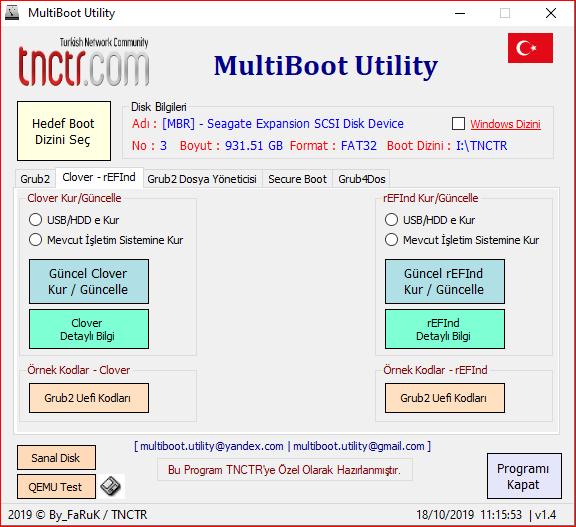 MultiBoot Utility
Turkish Network Community
tnctr.com
MultiBoot Utility
Hedef Boot
Dizini Seç
Disk Bilgileri
Adı : [MBR] - Seagate Expansion SCSI Disk Device
Windows Dizini
No : 3 Boyut : 931.51 GB Format : FAT32 Boot Dizini : I:\TNCTR
Grub2 Clover - rEFInd Grub2 Dosya Yöneticisi Secure Boot Grub4Dos
Clover Kur/Güncelle
USB/HDD e Kur
Mevcut İşletim Sistemine Kur
Güncel Clover
Kur / Güncelle
Clover
Detaylı Bilgi
Örnek Kodlar - Clover
Grub2 Uefi Kodları
rEFInd Kur/Güncelle
USB/HDD e Kur
Mevcut İşletim Sistemine Kur
Güncel rEFInd
Kur / Güncelle
rEFInd
Detaylı Bilgi
Örnek Kodlar - rEFInd
Grub2 Uefi Kodları
Sanal Disk
QEMU Test
[ multiboot.utility@yandex.com | multiboot.utility@gmail.com ]
Bu Program TNCTR'ye Özel Olarak Hazırlanmıştır.
Programı
Kapat
2019 © By_FaRuK / TNCTR
18/10/2019 11:15:53 | v1.4